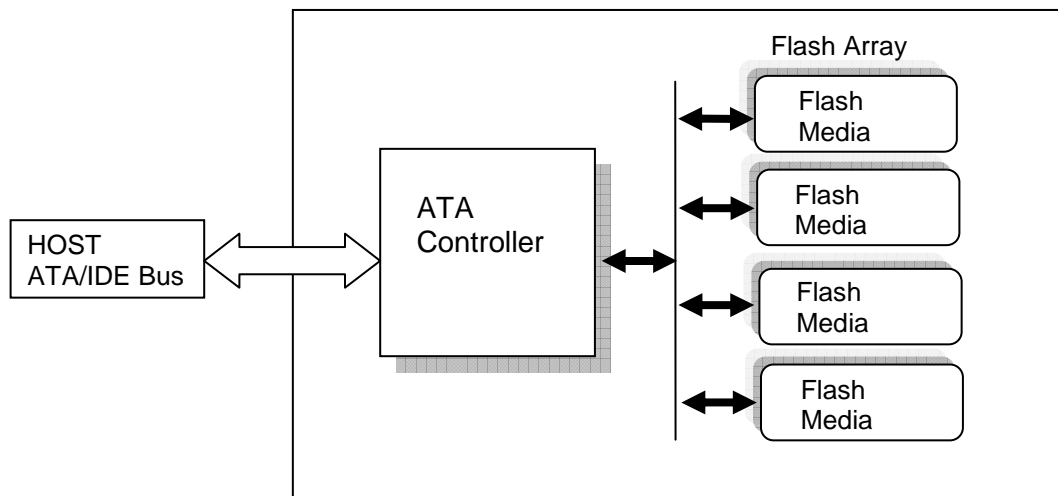 Flash Array
Flash
Media
Flash
Media
ATA
Controller
HOST
ATA/IDE Bus
Flash
Media
Flash
Media